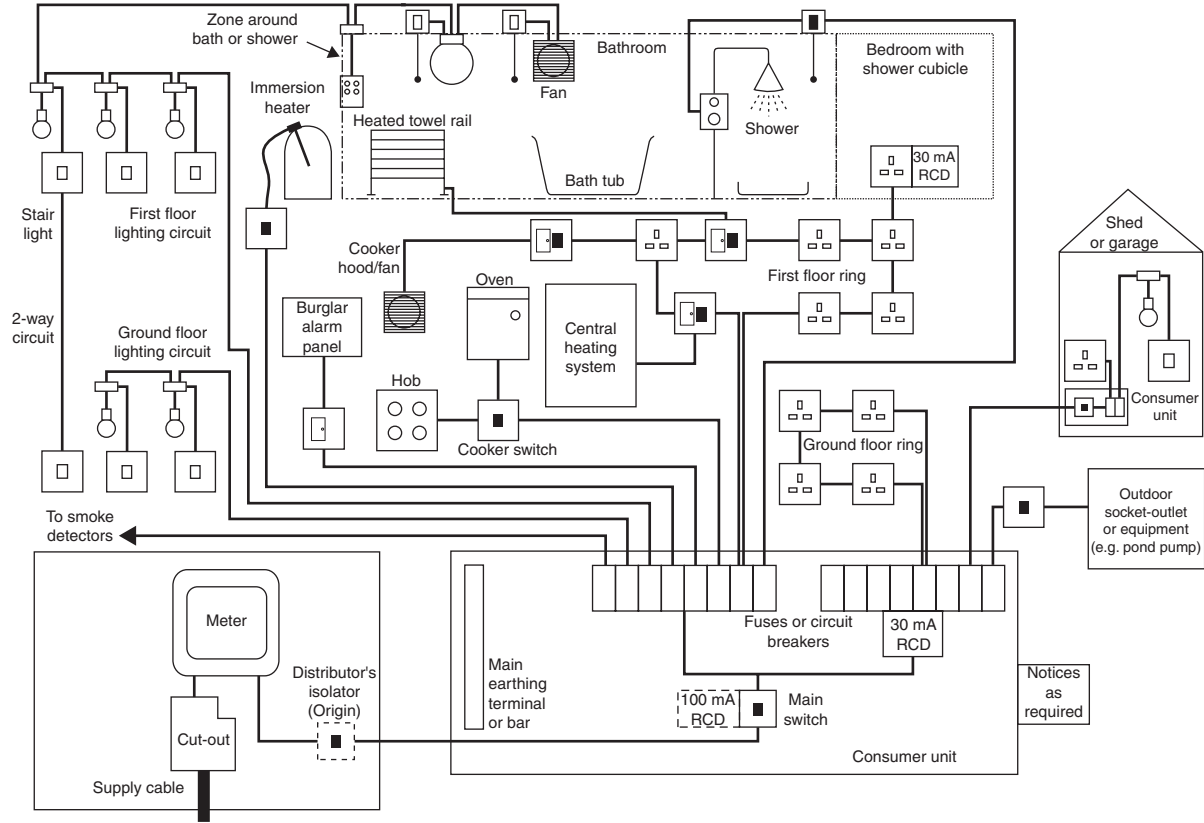 Zone around
bath or shower
Bathroom
Bedroom with
shower cubicle
Fan
Immersion
heater
Heated towel rail
Shower
Bath tub
30 mA
RCD
Stair
light
First floor
lighting circuit
Cooker
hood/fan
First floor ring
Shed
or garage
Oven
Burglar
alarm
panel
Central
heating
system
2-way
circuit
Ground floor
lighting circuit
Hob
Cooker switch
Ground floor ring
Consumer
unit
To smoke
detectors
Outdoor
socket-outlet
or equipment
(e.g. pond pump)
Meter
Fuses or circuit
breakers
30 mA
RCD
Distributor's
isolator
(Origin)
Main
earthing
terminal
or bar
100 mA
RCD
Main
switch
Notices
as
required
Cut-out
Consumer unit
Supply cable